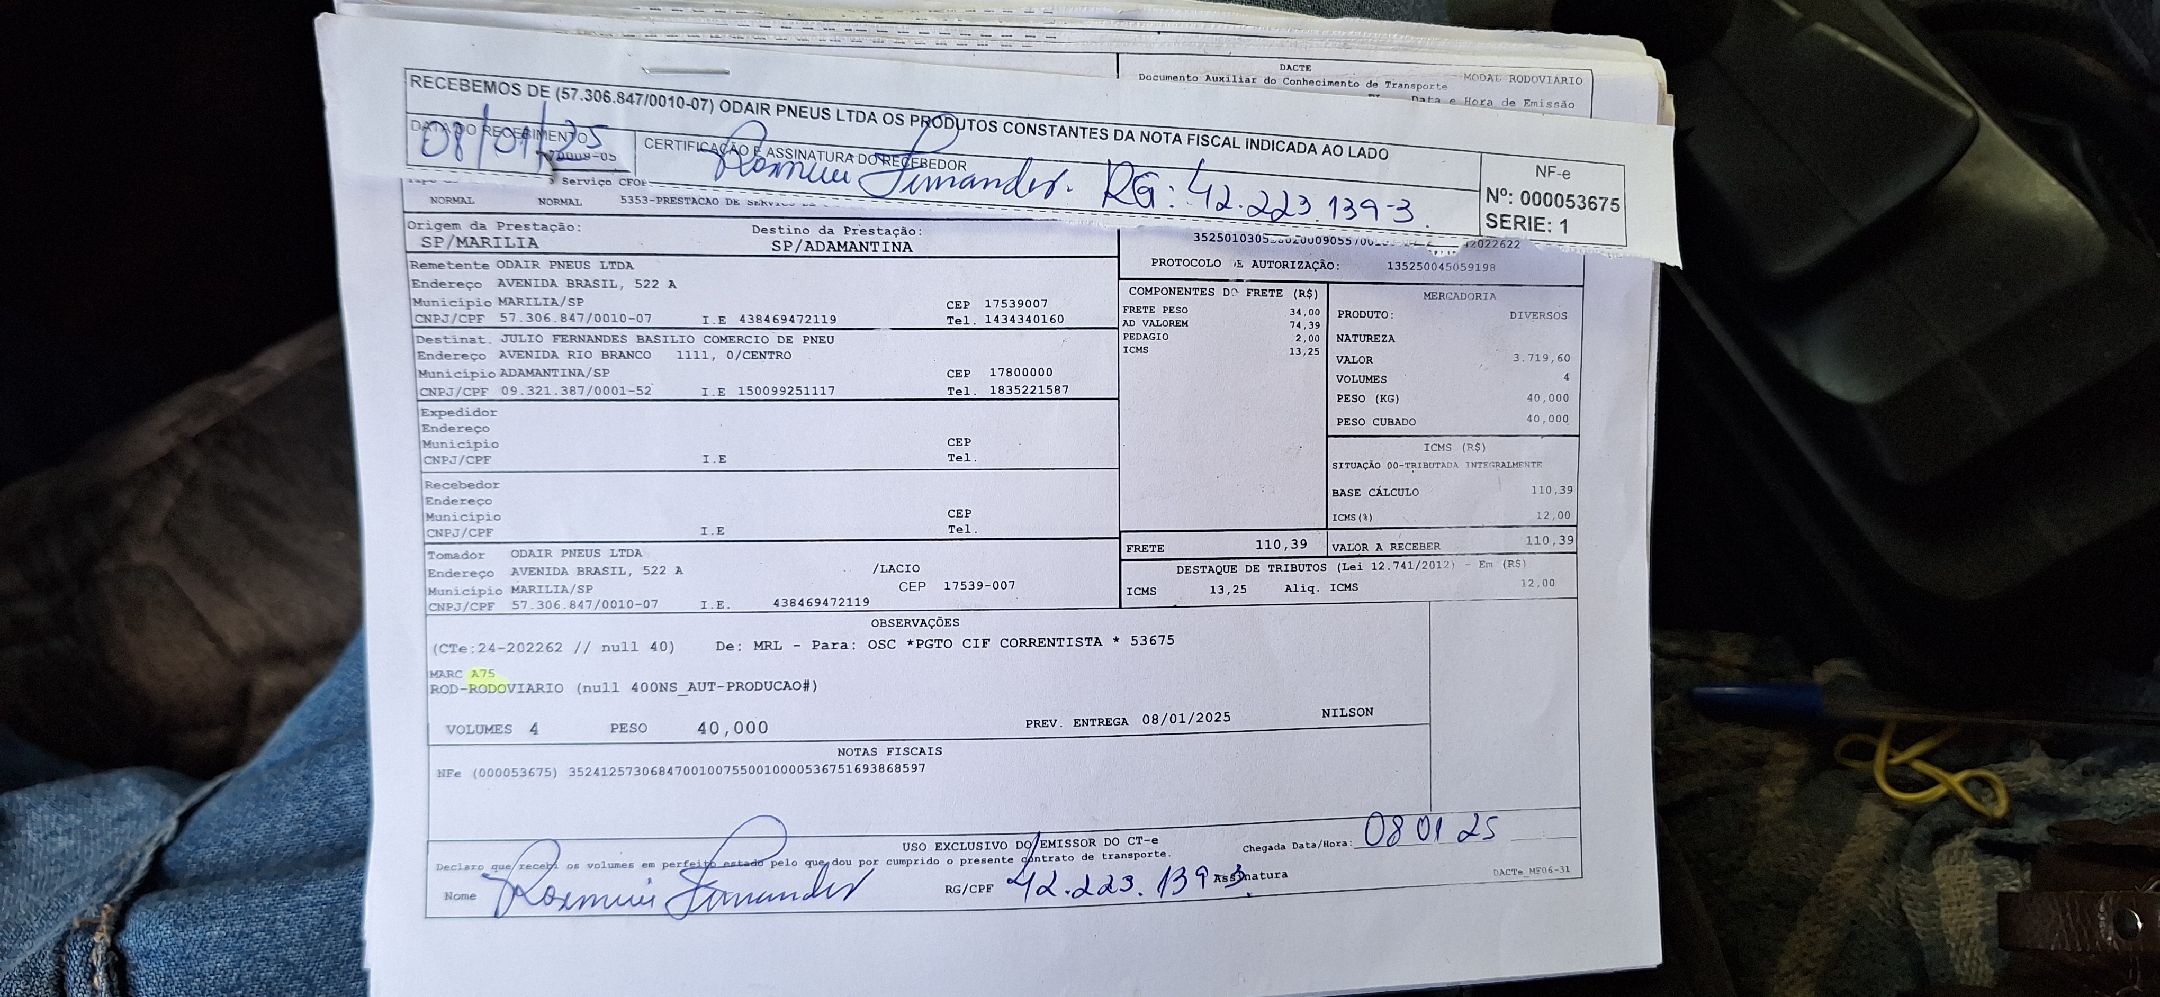 DACTE
Documento Auxiliar do Conhecimento de Transporte
MODAL RODOVIÁRIO
Data e Hora de Emissão
RECEBEMOS DE (57.306.847/0010-07) ODAIR PNEUS LTDA OS PRODUTOS CONSTANTES DA NOTA FISCAL INDICADA AO LADO
DATA DO RECEBIMENTO
08/01/25
CERTIFICAÇÃO E ASSINATURA DO RECEBEDOR
Fernandes. RG: 42.223.139-3
NF-e
Nº: 000053675
SERIE: 1
Serviço CFOP
NORMAL NORMAL 5353-PRESTACAO DE
Origem da Prestação:
SP/MARILIA
Destino da Prestação:
SP/ADAMANTINA
PROTOCOLO DE AUTORIZAÇÃO: 135250045059198
Remetente ODAIR PNEUS LTDA
Endereço AVENIDA BRASIL, 522 A
Município MARILIA/SP CEP 17539007
CNPJ/CPF 57.306.847/0010-07 I.E 438469472119 Tel. 1434340160
Destinat. JULIO FERNANDES BASILIO COMERCIO DE PNEU
Endereço AVENIDA RIO BRANCO 1111, 0/CENTRO
Município ADAMANTINA/SP CEP 17800000
CNPJ/CPF 09.321.387/0001-52 I.E 150099251117 Tel. 1835221587
Expedidor
Endereço
Município CEP
CNPJ/CPF I.E Tel.
Recebedor
Endereço
Município CEP
CNPJ/CPF I.E Tel.
Tomador ODAIR PNEUS LTDA
Endereço AVENIDA BRASIL, 522 A /LACIO
Município MARILIA/SP CEP 17539-007
CNPJ/CPF 57.306.847/0010-07 I.E. 438469472119
COMPONENTES DO FRETE (R$)
FRETE PESO 34,00
AD VALOREM 74,39
PEDAGIO 2,00
ICMS 13,25
MERCADORIA
PRODUTO: DIVERSOS
NATUREZA
VALOR 3.719,60
VOLUMES 4
PESO (KG) 40,000
PESO CUBADO 40,000
ICMS (R$)
SITUAÇÃO 00-TRIBUTADA INTEGRALMENTE
BASE CÁLCULO 110,39
ICMS(%) 12,00
FRETE 110,39 VALOR A RECEBER 110,39
DESTAQUE DE TRIBUTOS (Lei 12.741/2012) - Em (R$)
ICMS 13,25 Aliq. ICMS 12,00
OBSERVAÇÕES
(CTe:24-202262 // null 40) De: MRL - Para: OSC *PGTO CIF CORRENTISTA * 53675
MARC A75
ROD-RODOVIARIO (null 400NS_AUT-PRODUCAO#)
VOLUMES 4 PESO 40,000 PREV. ENTREGA 08/01/2025 NILSON
NOTAS FISCAIS
NFe (000053675) 35241257306847001007550010000536751693868597
USO EXCLUSIVO DO EMISSOR DO CT-e
Declaro que recebi os volumes em perfeito estado pelo que dou por cumprido o presente contrato de transporte.
Chegada Data/Hora: 08 01 25
Nome Fernandes RG/CPF 42.223.139 3 Assinatura
DACTe_ME06-31